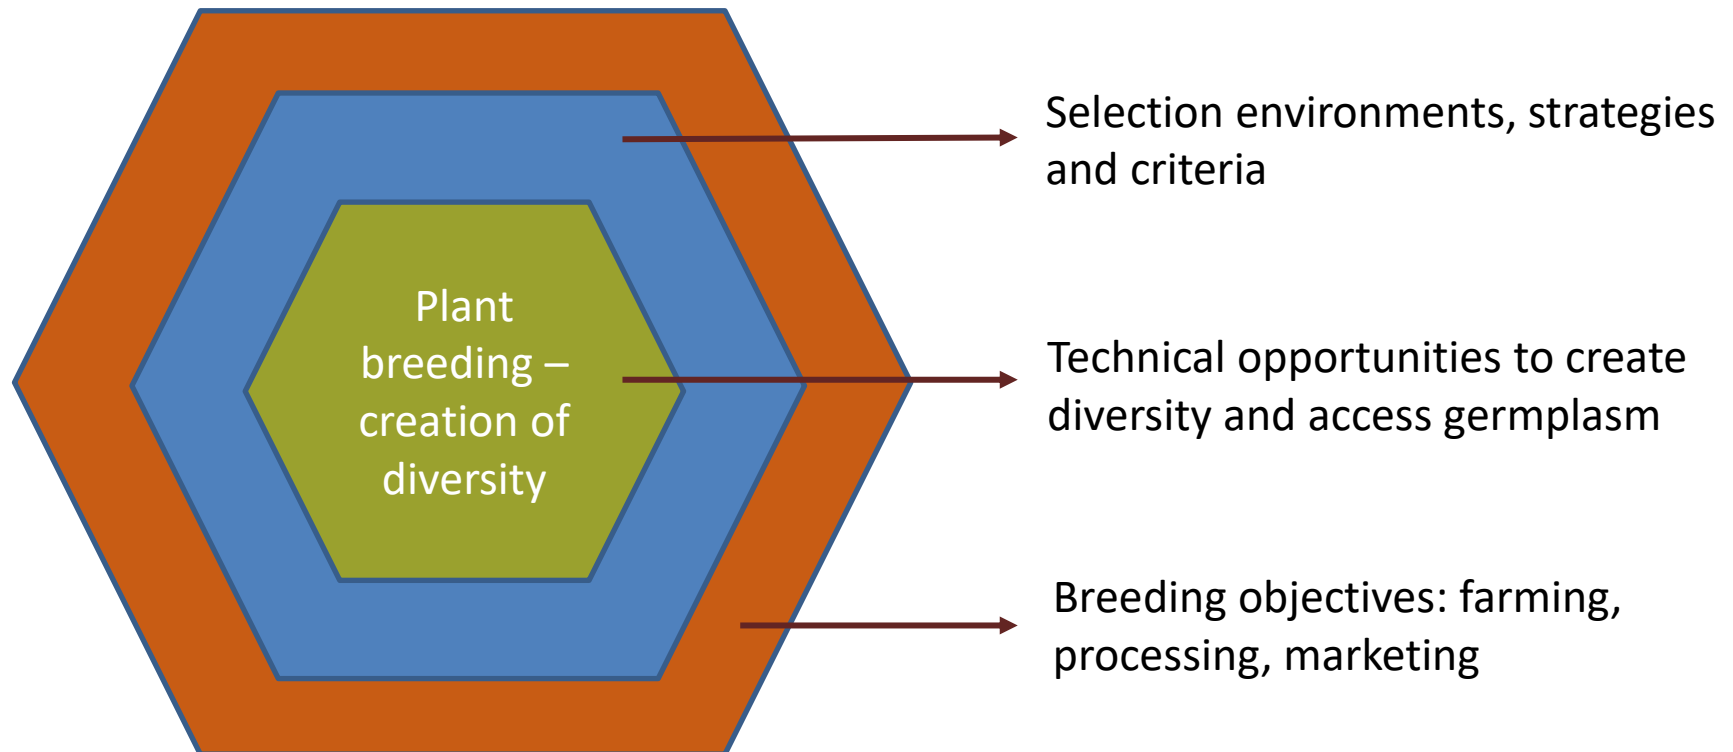 Plant
breeding –
creation of
diversity
Selection environments, strategies
and criteria
Technical opportunities to create
diversity and access germplasm
Breeding objectives: farming,
processing, marketing